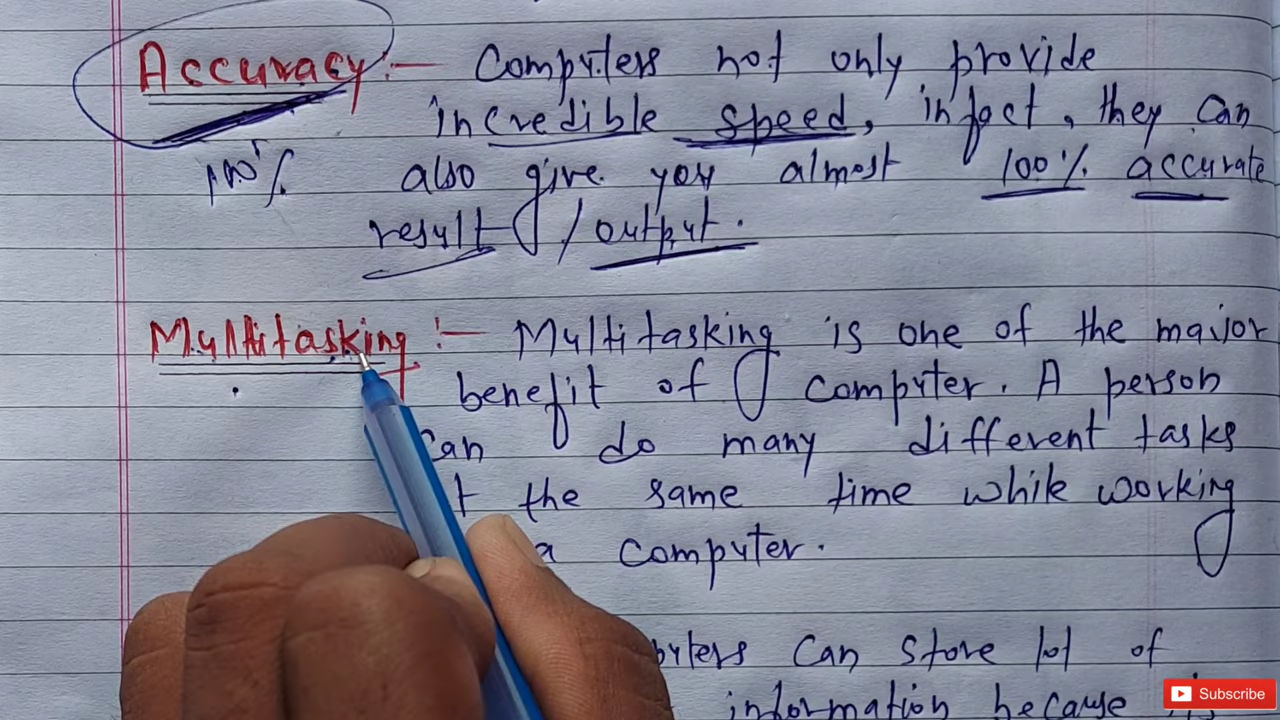 Accuracy :- Computers not only provide
incredible speed, infact, they can
100% also give you almost 100% accurate
result / output.
Multitasking :- Multitasking is one of the major
benefit of computer. A person
can do many different tasks
the same time while working
a computer.
can store lot of
information because
Subscribe